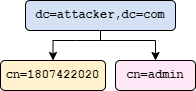 dc=attacker,dc=com
cn=1807422020
cn=admin